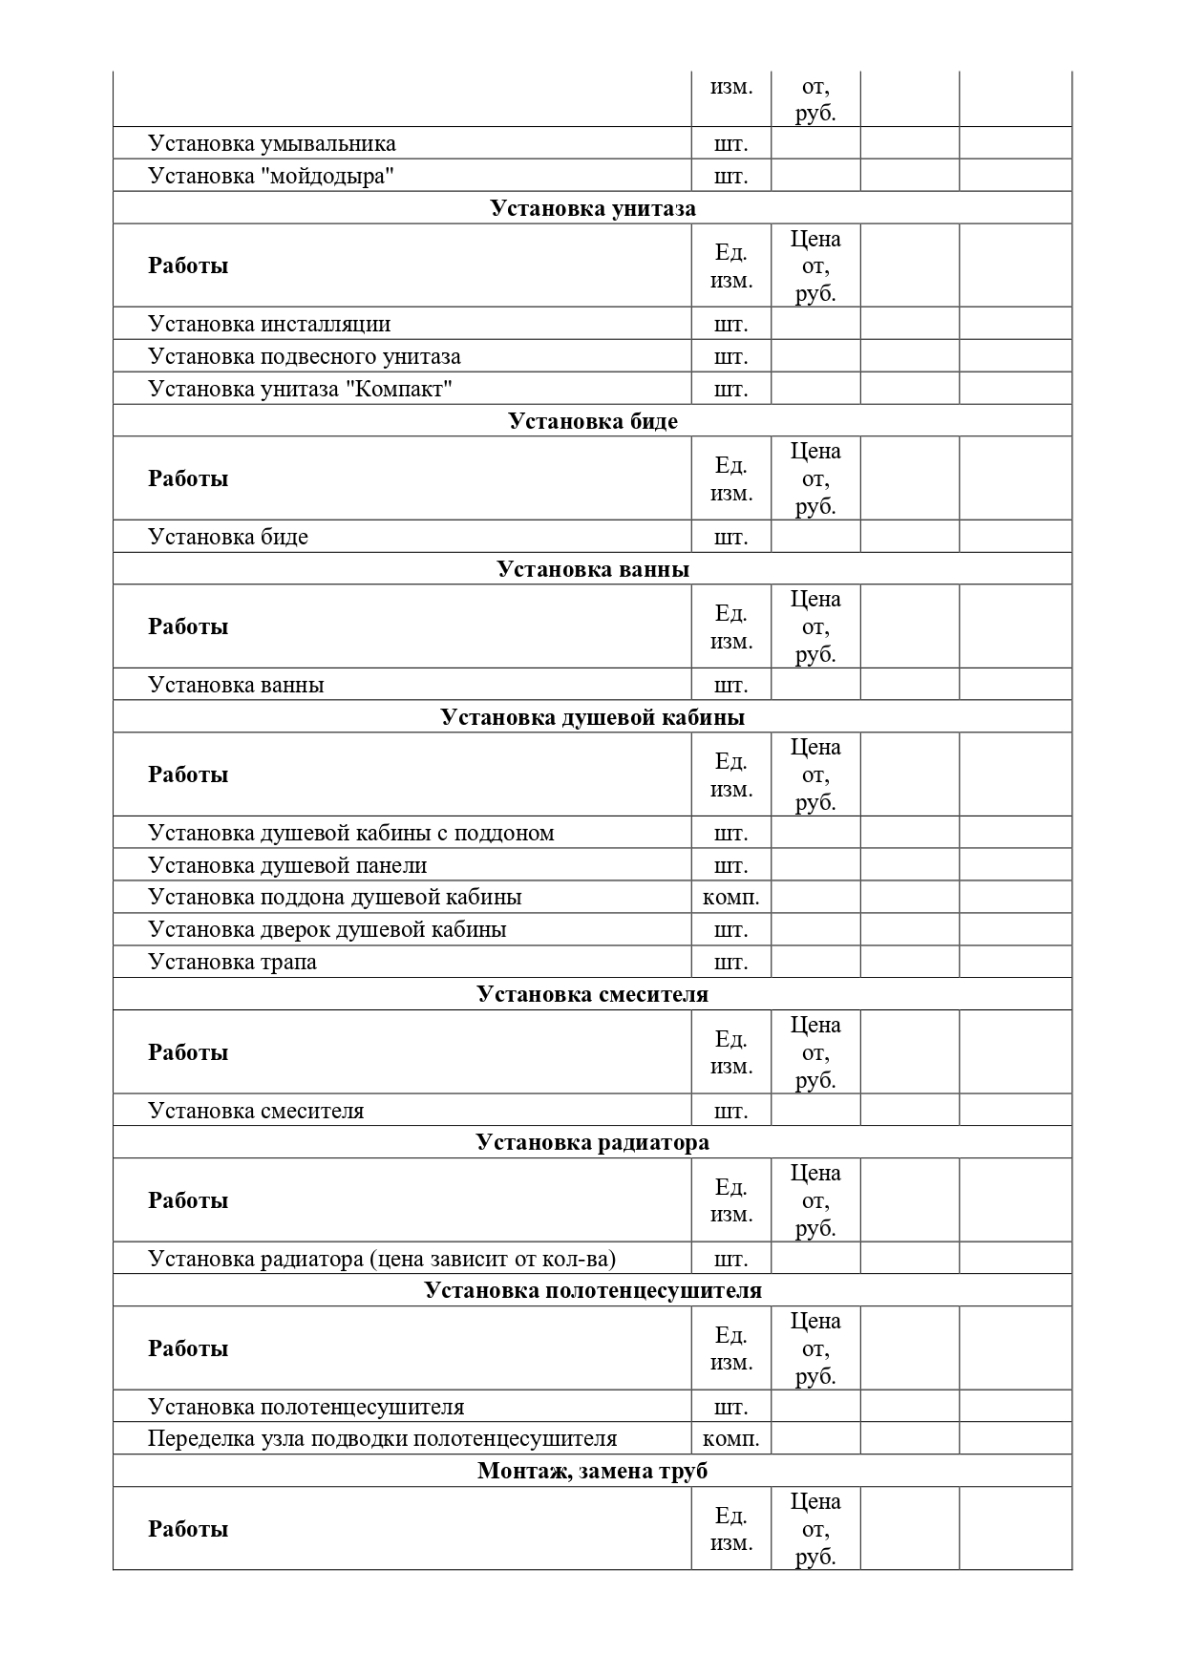 изм.
от,
руб.
Установка умывальника шт.
Установка "мойдодыра" шт.
Установка унитаза
Работы
Ед.
изм.
Цена
от,
руб.
Установка инсталляции шт.
Установка подвесного унитаза шт.
Установка унитаза "Компакт" шт.
Установка биде
Работы
Ед.
изм.
Цена
от,
руб.
Установка биде шт.
Установка ванны
Работы
Ед.
изм.
Цена
от,
руб.
Установка ванны шт.
Установка душевой кабины
Работы
Ед.
изм.
Цена
от,
руб.
Установка душевой кабины с поддоном шт.
Установка душевой панели шт.
Установка поддона душевой кабины комп.
Установка дверок душевой кабины шт.
Установка трапа шт.
Установка смесителя
Работы
Ед.
изм.
Цена
от,
руб.
Установка смесителя шт.
Установка радиатора
Работы
Ед.
изм.
Цена
от,
руб.
Установка радиатора (цена зависит от кол-ва) шт.
Установка полотенцесушителя
Работы
Ед.
изм.
Цена
от,
руб.
Установка полотенцесушителя шт.
Переделка узла подводки полотенцесушителя комп.
Монтаж, замена труб
Работы
Ед.
изм.
Цена
от,
руб.